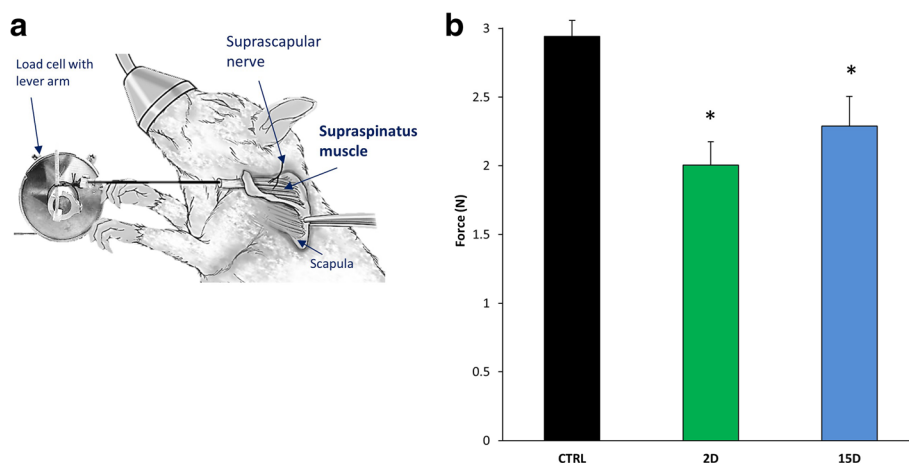 a
Load cell with
lever arm
Suprascapular
nerve
Supraspinatus
muscle
Scapula
b
Force (N)
3
2.5
2
1.5
1
0.5
0
*
*
CTRL
2D
15D